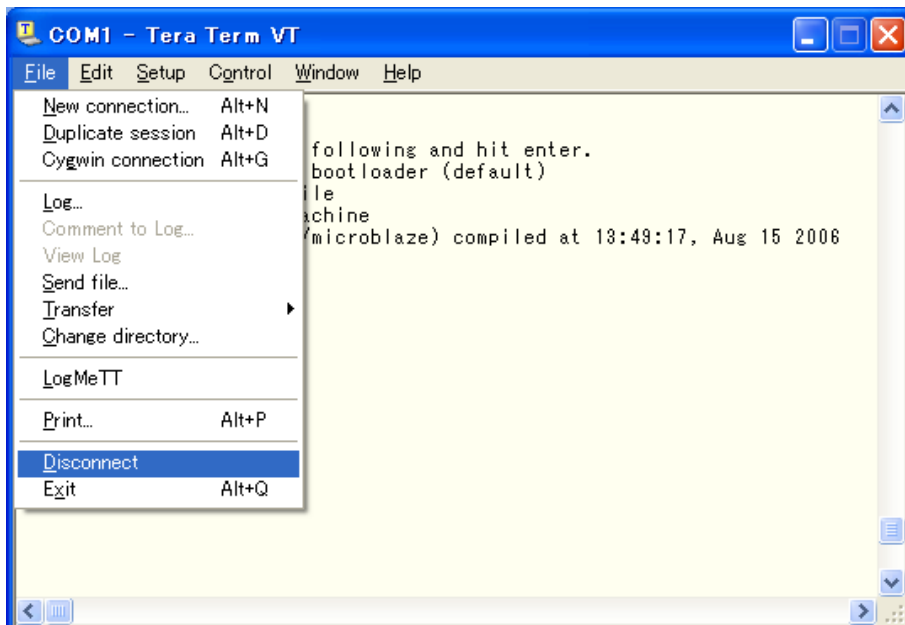 COM1 - Tera Term VT
File Edit Setup Control Window Help
New connection... Alt+N
Duplicate session Alt+D
Cygwin connection Alt+G
Log...
Comment to Log...
View Log
Send file...
Transfer
Change directory...
LogMeTT
Print... Alt+P
Disconnect
Exit Alt+Q
following and hit enter.
bootloader (default)
ile
achine
/microblaze) compiled at 13:49:17, Aug 15 2006